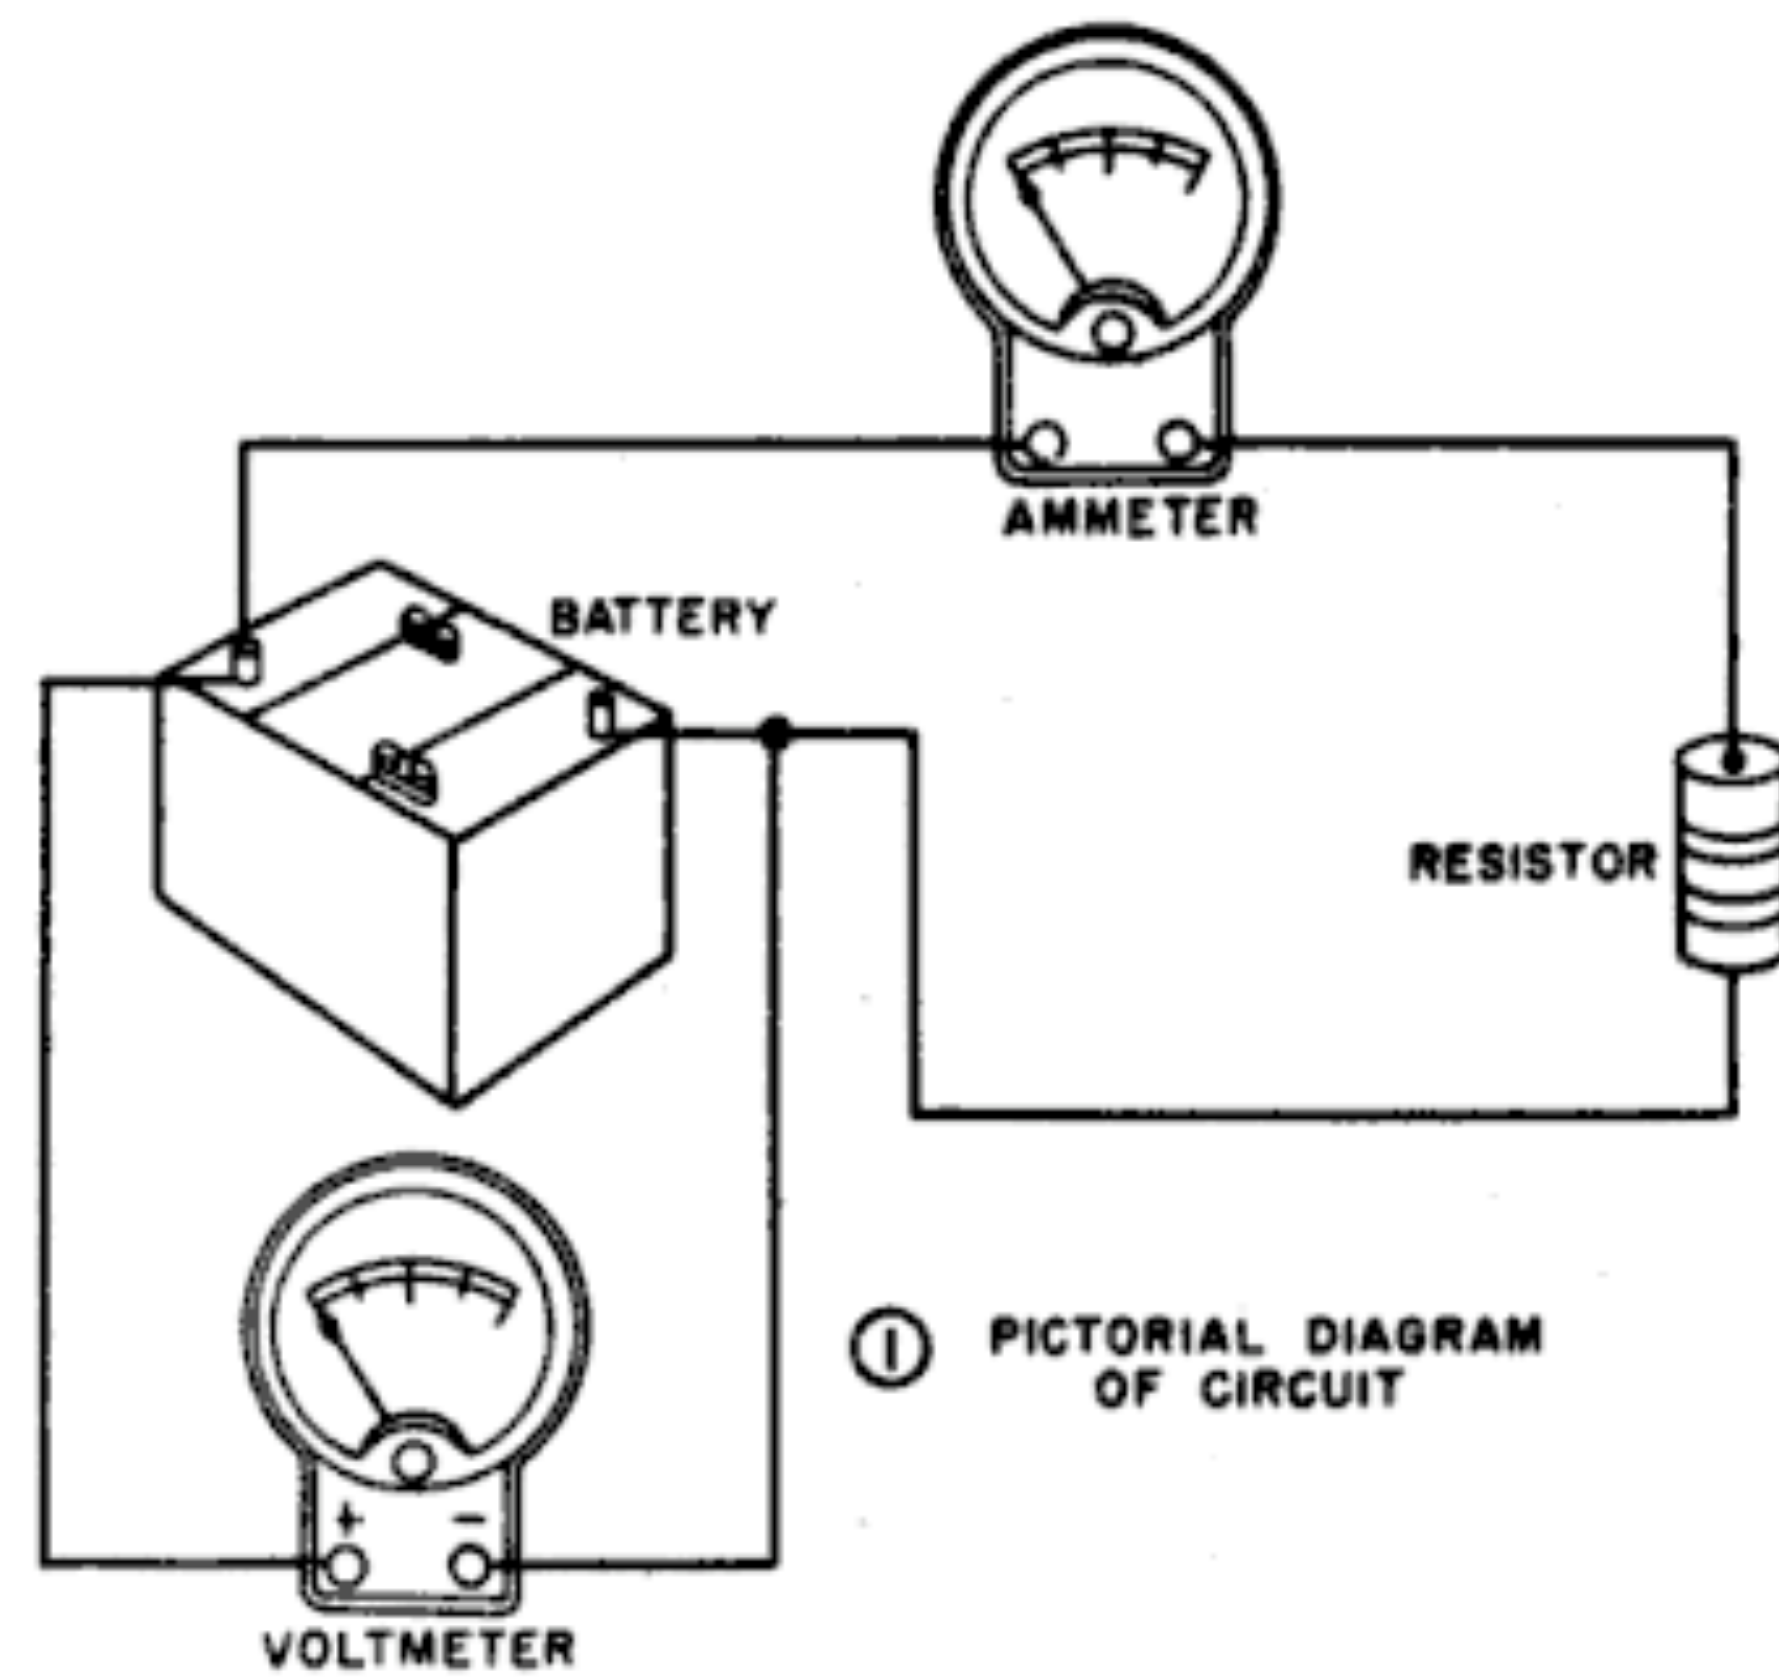 AMMETER
BATTERY
RESISTOR
① PICTORIAL DIAGRAM
OF CIRCUIT
+ −
VOLTMETER